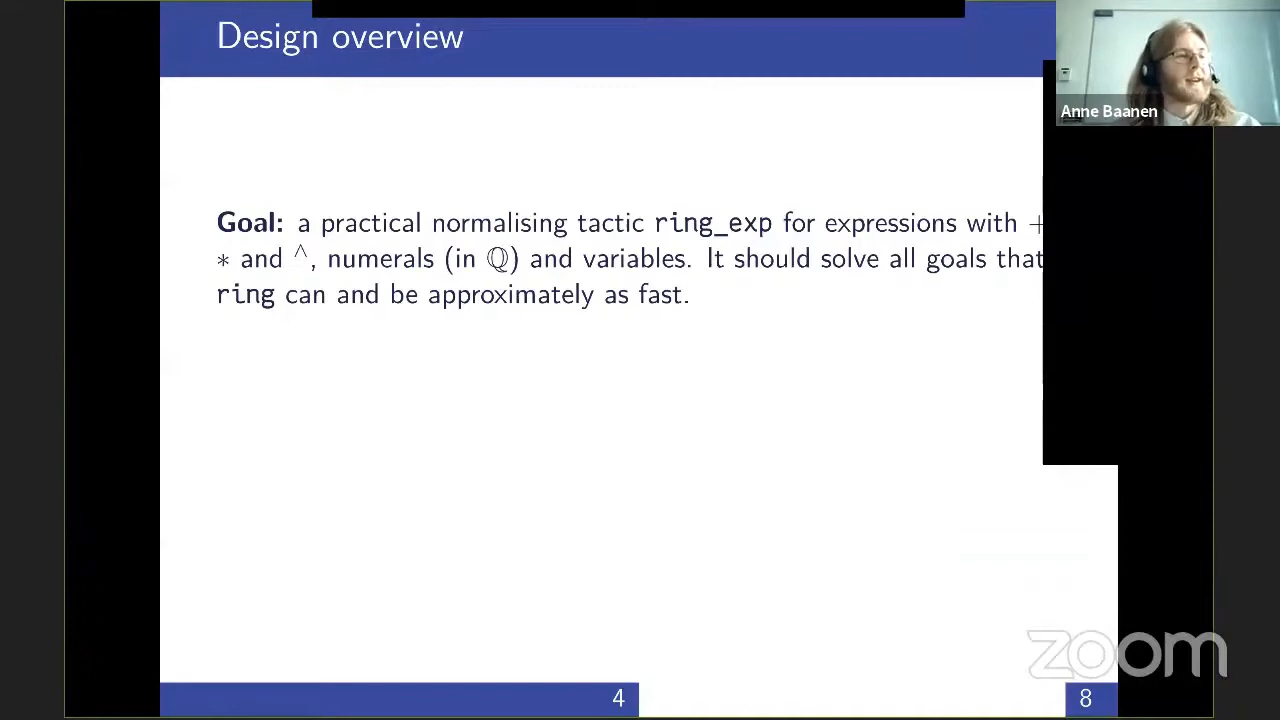 Design overview
Anne Baanen
Goal: a practical normalising tactic ring_exp for expressions with +
* and ^, numerals (in ℚ) and variables. It should solve all goals that
ring can and be approximately as fast.
zoom
4
8